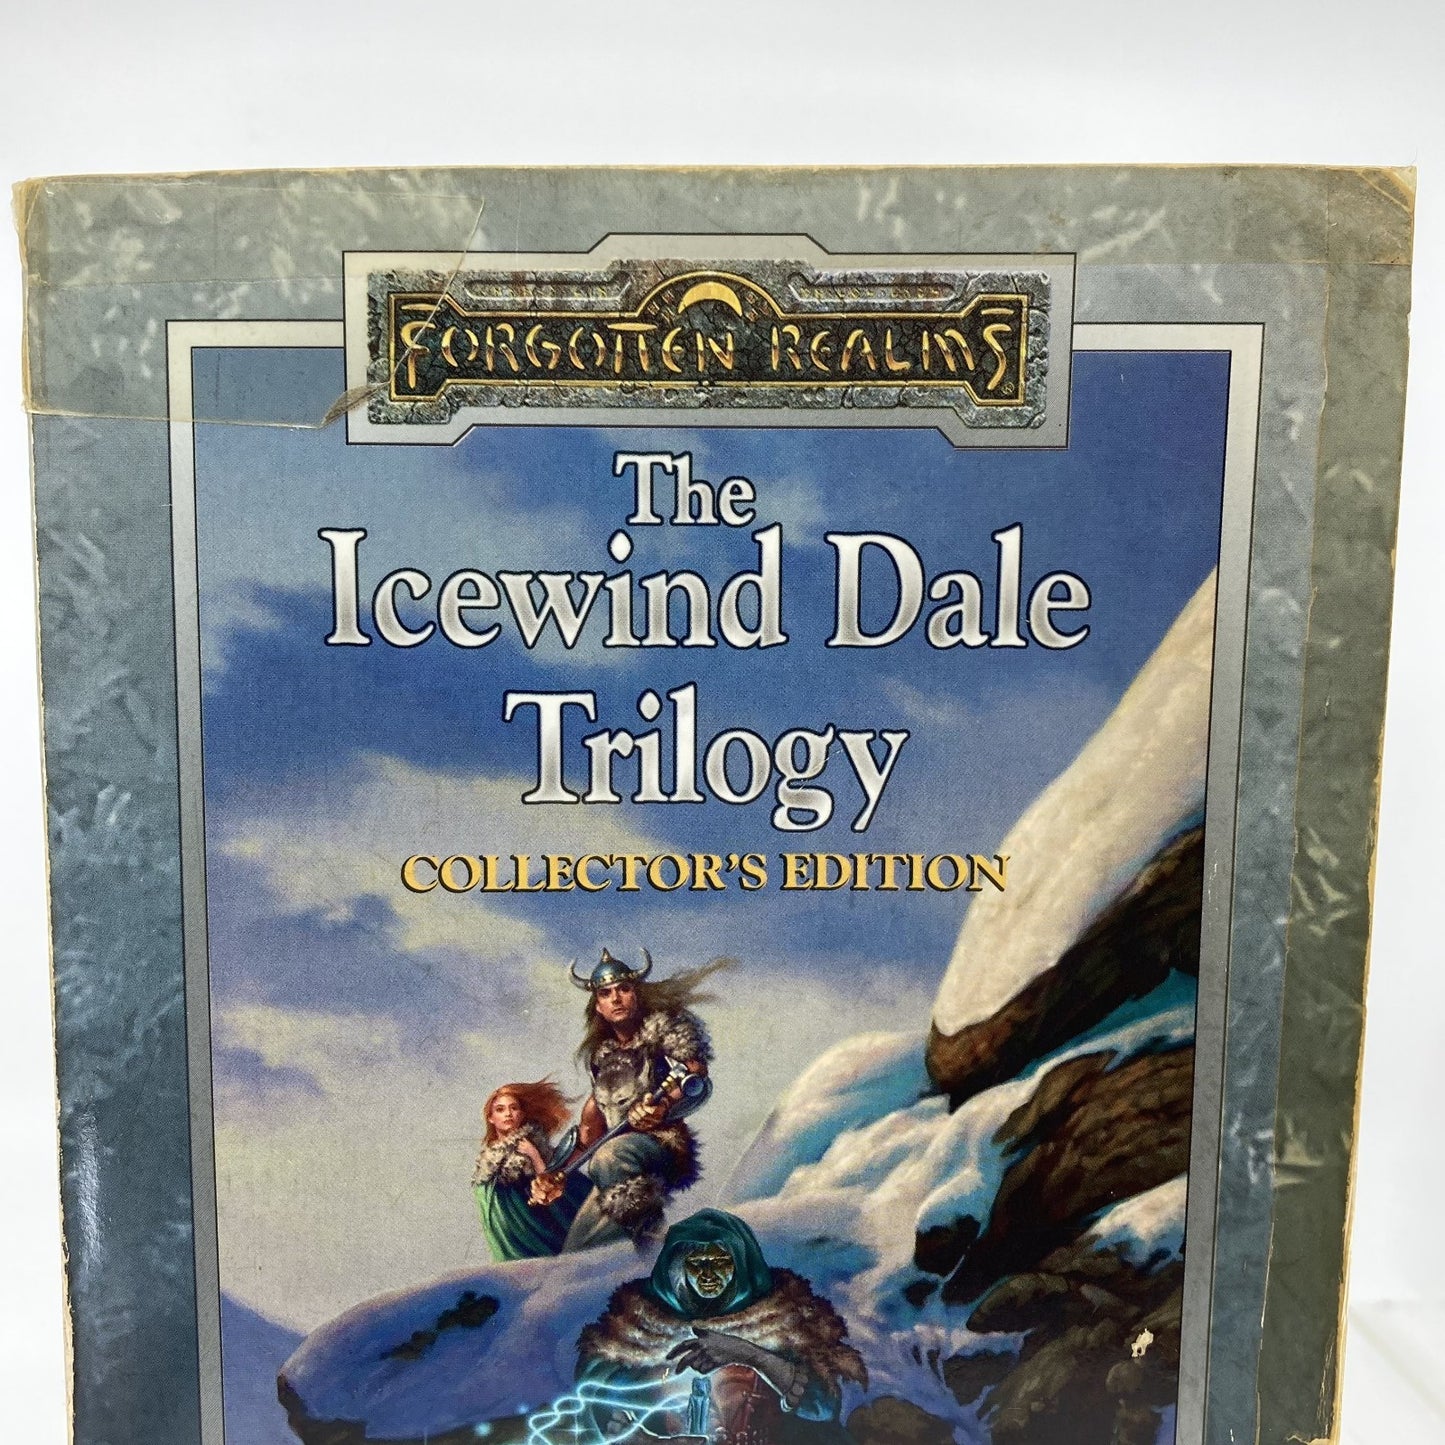 FORGOTTEN REALMS®
The
Icewind Dale
Trilogy
COLLECTOR'S EDITION